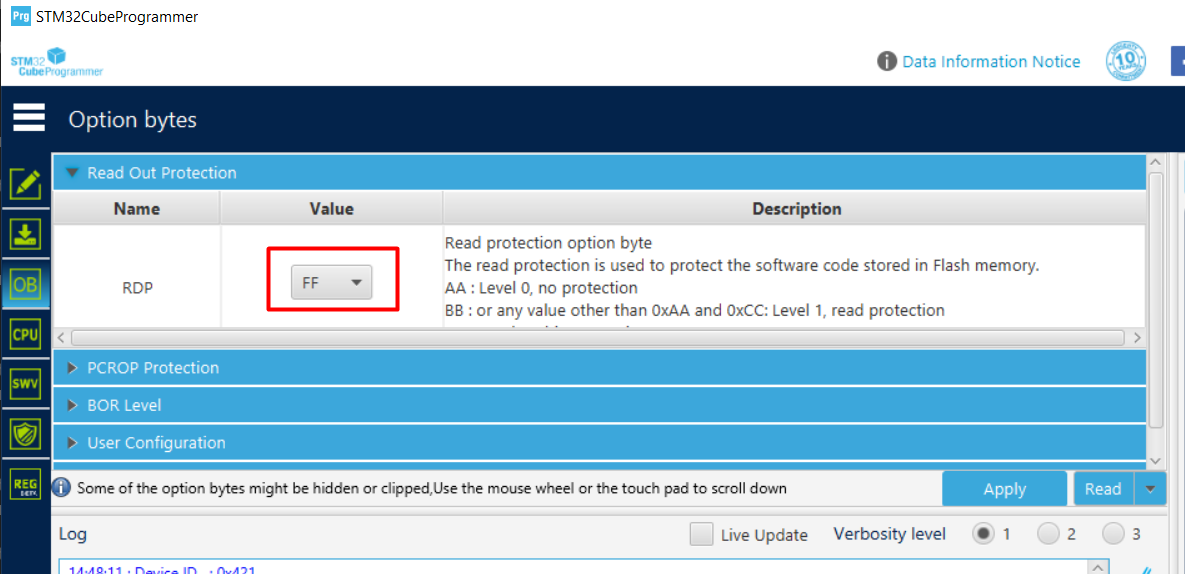 Prg STM32CubeProgrammer
STM32
CubeProgrammer
Data Information Notice
10 YEARS
Option bytes
Read Out Protection
Name Value Description
Read protection option byte
The read protection is used to protect the software code stored in Flash memory.
RDP FF AA : Level 0, no protection
BB : or any value other than 0xAA and 0xCC: Level 1, read protection
OB
CPU
PCROP Protection
SWV
BOR Level
User Configuration
REG
Some of the option bytes might be hidden or clipped,Use the mouse wheel or the touch pad to scroll down
Apply Read
Log Live Update Verbosity level 1 2 3
14:48:11 : Device ID : 0x421